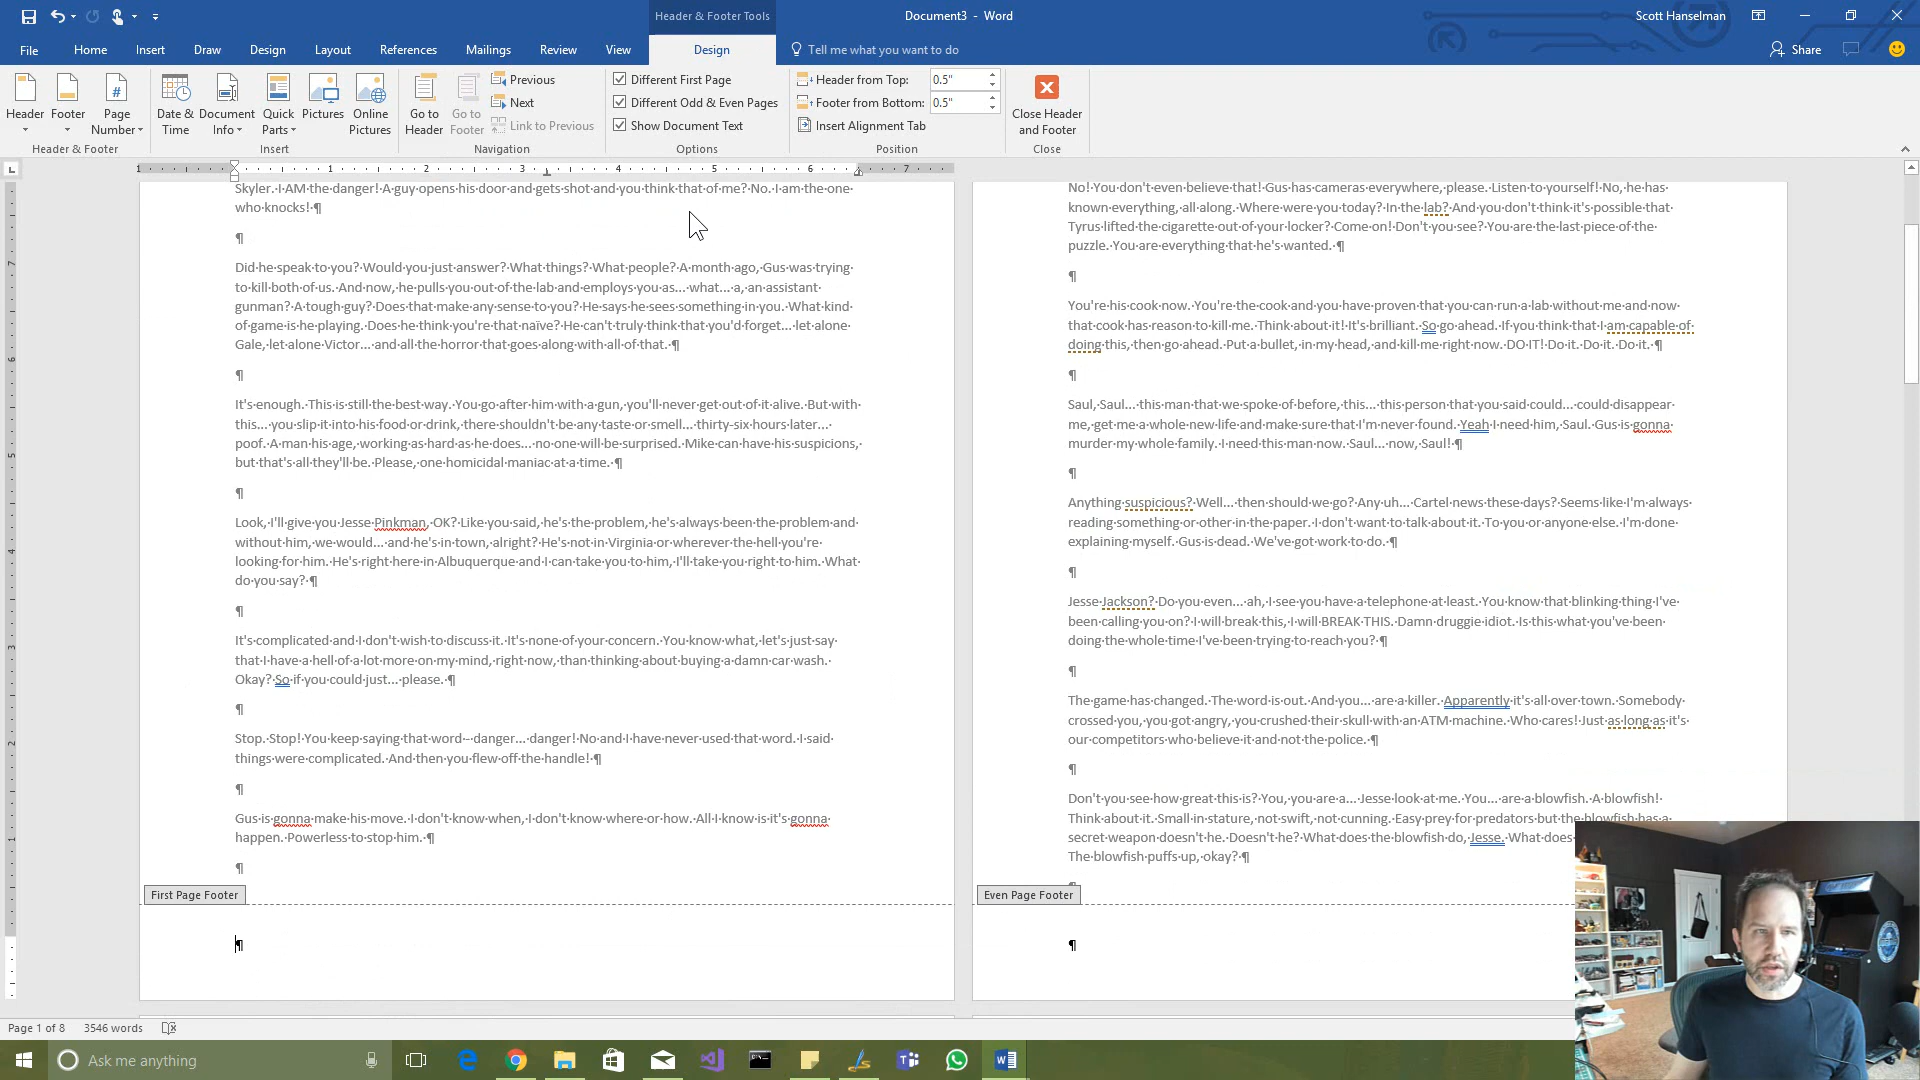 Header & Footer Tools
Document3 - Word
Scott Hanselman
File Home Insert Draw Design Layout References Mailings Review View Design Tell me what you want to do
Share
Header
Footer
Page Number
Header & Footer
Date & Time
Document Info
Quick Parts
Pictures
Online Pictures
Insert
Go to Header
Go to Footer
Previous
Next
Link to Previous
Navigation
Different First Page
Different Odd & Even Pages
Show Document Text
Options
Header from Top: 0.5"
Footer from Bottom: 0.5"
Insert Alignment Tab
Position
Close Header and Footer
Close
1 1 2 3 4 5 6 7
7
6
5
4
3
2
1
Skyler.·I·AM·the·danger!·A·guy·opens·his·door·and·gets·shot·and·you·think·that·of·me?·No.·I·am·the·one·
who·knocks!·¶
¶
Did·he·speak·to·you?·Would·you·just·answer?·What·things?·What·people?·A·month·ago,·Gus·was·trying·
to·kill·both·of·us.·And·now,·he·pulls·you·out·of·the·lab·and·employs·you·as...·what...·a,·an·assistant·
gunman?·A·tough·guy?·Does·that·make·any·sense·to·you?·He·says·he·sees·something·in·you.·What·kind·
of·game·is·he·playing.·Does·he·think·you're·that·naïve?·He·can't·truly·think·that·you'd·forget...·let·alone·
Gale,·let·alone·Victor...·and·all·the·horror·that·goes·along·with·all·of·that.·¶
¶
It's·enough.·This·is·still·the·best·way.·You·go·after·him·with·a·gun,·you'll·never·get·out·of·it·alive.·But·with·
this...·you·slip·it·into·his·food·or·drink,·there·shouldn't·be·any·taste·or·smell...·thirty-six·hours·later...·
poof.·A·man·his·age,·working·as·hard·as·he·does...·no·one·will·be·surprised.·Mike·can·have·his·suspicions,·
but·that's·all·they'll·be.·Please,·one·homicidal·maniac·at·a·time.·¶
¶
Look,·I'll·give·you·Jesse·Pinkman,·OK?·Like·you·said,·he's·the·problem,·he's·always·been·the·problem·and·
without·him,·we·would...·and·he's·in·town,·alright?·He's·not·in·Virginia·or·wherever·the·hell·you're·
looking·for·him.·He's·right·here·in·Albuquerque·and·I·can·take·you·to·him,·I'll·take·you·right·to·him.·What·
do·you·say?·¶
¶
It's·complicated·and·I·don't·wish·to·discuss·it.·It's·none·of·your·concern.·You·know·what,·let's·just·say·
that·I·have·a·hell·of·a·lot·more·on·my·mind,·right·now,·than·thinking·about·buying·a·damn·car·wash.·
Okay?·So·if·you·could·just...·please.·¶
¶
Stop.·Stop!·You·keep·saying·that·word·--danger...·danger!·No·and·I·have·never·used·that·word.·I·said·
things·were·complicated.·And·then·you·flew·off·the·handle!·¶
¶
Gus·is·gonna·make·his·move.·I·don't·know·when,·I·don't·know·where·or·how.·All·I·know·is·it's·gonna·
happen.·Powerless·to·stop·him.·¶
¶
First Page Footer
¶
No!·You·don't·even·believe·that!·Gus·has·cameras·everywhere,·please.·Listen·to·yourself!·No,·he·has·
known·everything,·all·along.·Where·were·you·today?·In·the·lab?·And·you·don't·think·it's·possible·that·
Tyrus·lifted·the·cigarette·out·of·your·locker?·Come·on!·Don't·you·see?·You·are·the·last·piece·of·the·
puzzle.·You·are·everything·that·he's·wanted.·¶
¶
You're·his·cook·now.·You're·the·cook·and·you·have·proven·that·you·can·run·a·lab·without·me·and·now·
that·cook·has·reason·to·kill·me.·Think·about·it!·It's·brilliant.·So·go·ahead.·If·you·think·that·I·am·capable·of·
doing·this,·then·go·ahead.·Put·a·bullet,·in·my·head,·and·kill·me·right·now.·DO·IT!·Do·it.·Do·it.·Do·it.·¶
¶
Saul,·Saul...·this·man·that·we·spoke·of·before,·this...·this·person·that·you·said·could...·could·disappear·
me,·get·me·a·whole·new·life·and·make·sure·that·I'm·never·found.·Yeah·I·need·him,·Saul.·Gus·is·gonna·
murder·my·whole·family.·I·need·this·man·now.·Saul...·now,·Saul!·¶
¶
Anything·suspicious?·Well...·then·should·we·go?·Any·uh...·Cartel·news·these·days?·Seems·like·I'm·always·
reading·something·or·other·in·the·paper.·I·don't·want·to·talk·about·it.·To·you·or·anyone·else.·I'm·done·
explaining·myself.·Gus·is·dead.·We've·got·work·to·do.·¶
¶
Jesse·Jackson?·Do·you·even...·ah,·I·see·you·have·a·telephone·at·least.·You·know·that·blinking·thing·I've·
been·calling·you·on?·I·will·break·this,·I·will·BREAK·THIS.·Damn·druggie·idiot.·Is·this·what·you've·been·
doing·the·whole·time·I've·been·trying·to·reach·you?·¶
¶
The·game·has·changed.·The·word·is·out.·And·you...·are·a·killer.·Apparently·it's·all·over·town.·Somebody·
crossed·you,·you·got·angry,·you·crushed·their·skull·with·an·ATM·machine.·Who·cares!·Just·as·long·as·it's·
our·competitors·who·believe·it·and·not·the·police.·¶
¶
Don't·you·see·how·great·this·is?·You,·you·are·a...·Jesse·look·at·me.·You...·are·a·blowfish.·A·blowfish!·
Think·about·it.·Small·in·stature,·not·swift,·not·cunning.·Easy·prey·for·predators·but·the·blowfish·has·a·
secret·weapon·doesn't·he.·Doesn't·he?·What·does·the·blowfish·do,·Jesse.·What·does
The·blowfish·puffs·up,·okay?·¶
Even Page Footer
¶
Page 1 of 8 3546 words
Ask me anything